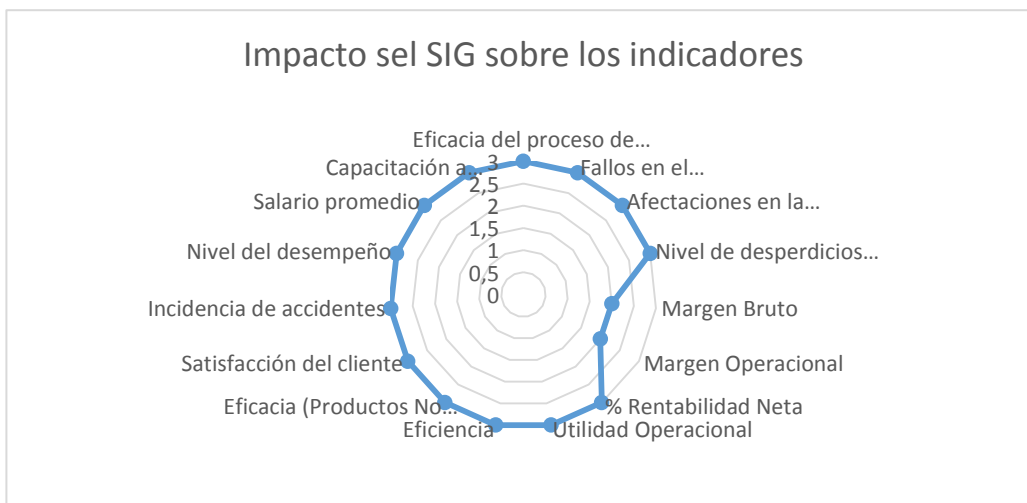 Impacto sel SIG sobre los indicadores
Eficacia del proceso de...
Fallos en el...
Afectaciones en la...
Nivel de desperdicios...
Margen Bruto
Margen Operacional
% Rentabilidad Neta
Utilidad Operacional
Eficiencia
Eficacia (Productos No...
Satisfacción del cliente
Incidencia de accidentes
Nivel del desempeño
Salario promedio
Capacitación a...
3
2,5
2
1,5
1
0,5
0